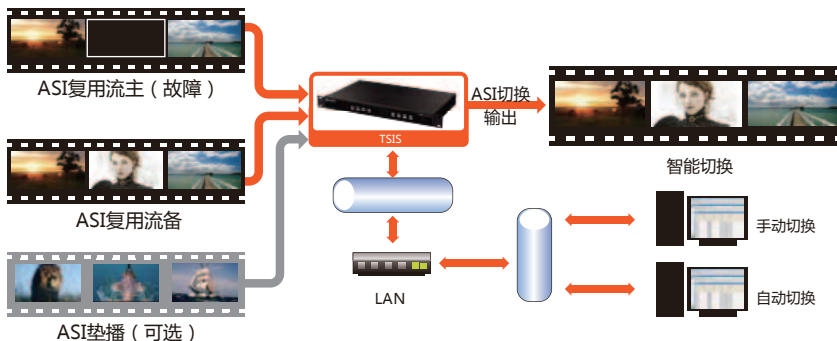 ASI复用流主（故障）
ASI复用流备
ASI垫播（可选）
TSIS
ASI切换
输出
智能切换
LAN
手动切换
自动切换